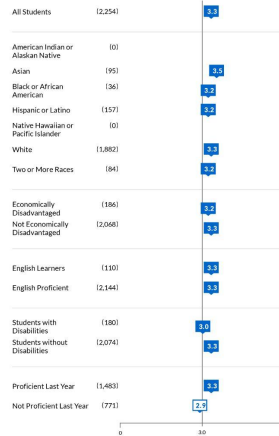 All Students (2,254) 3.3
American Indian or (0)
Alaskan Native
Asian (95) 3.5
Black or African (36) 3.2
American
Hispanic or Latino (157) 3.2
Native Hawaiian or (0)
Pacific Islander
White (1,882) 3.3
Two or More Races (84) 3.2
Economically (186) 3.2
Disadvantaged
Not Economically (2,068) 3.3
Disadvantaged
English Learners (110) 3.3
English Proficient (2,144) 3.3
Students with (180) 3.0
Disabilities
Students without (2,074) 3.3
Disabilities
Proficient Last Year (1,483) 3.3
Not Proficient Last Year (771) 2.9
0 3.0